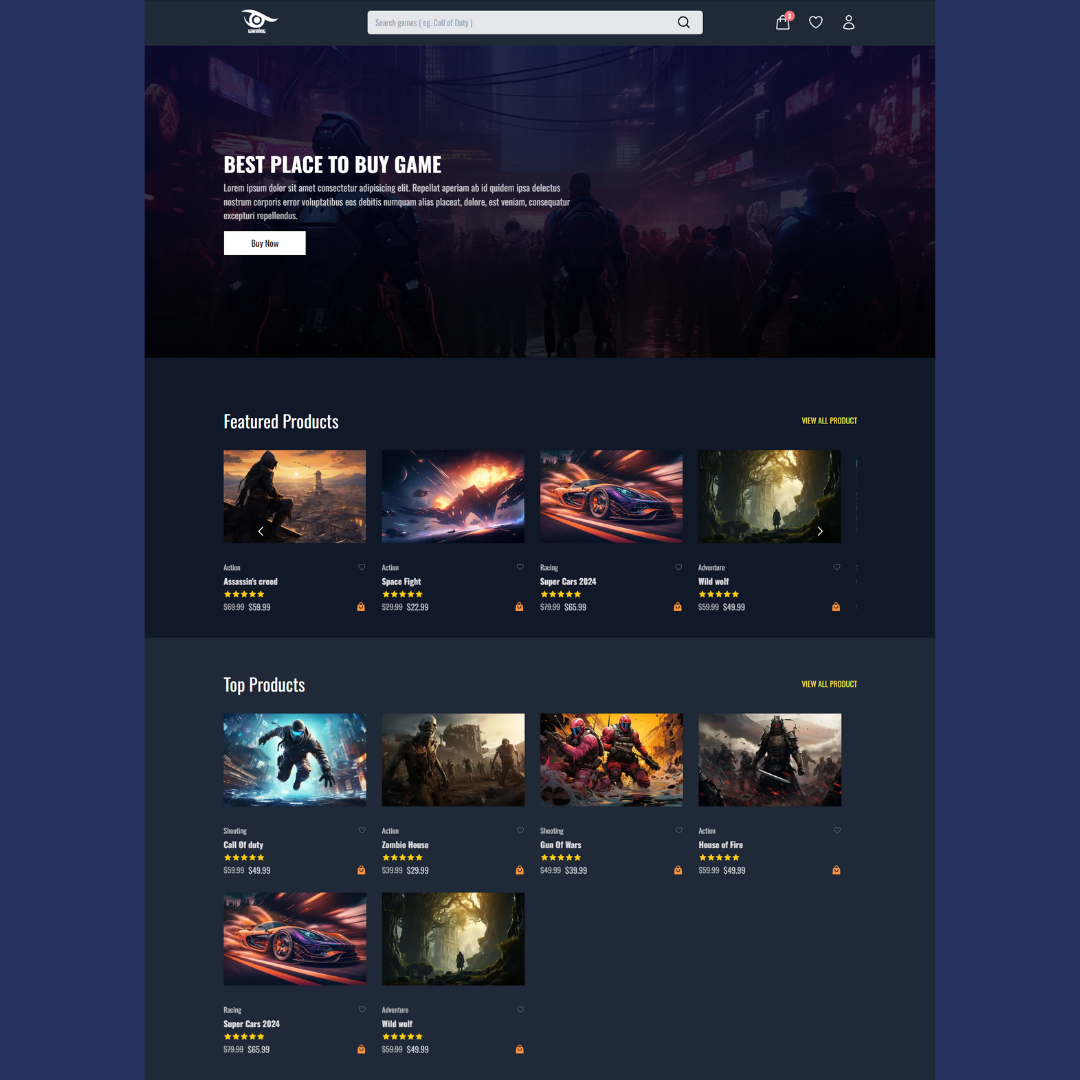 GAMING
Search games ( eg. Call of Duty )
3
BEST PLACE TO BUY GAME
Lorem ipsum dolor sit amet consectetur adipisicing elit. Repellat aperiam ab id quidem ipsa delectus
nostrum corporis error voluptatibus eos debitis numquam alias placeat, dolore, est veniam, consequatur
excepturi repellendus.
Buy Now
Featured Products
VIEW ALL PRODUCT
Action
Action
Racing
Adventure
Assassin's creed
Space Fight
Super Cars 2024
Wild wolf
$69.99 $59.99
$29.99 $22.99
$79.99 $65.99
$59.99 $49.99
Top Products
VIEW ALL PRODUCT
Shooting
Action
Shooting
Action
Call Of duty
Zombie House
Gun Of Wars
House of Fire
$59.99 $49.99
$39.99 $29.99
$49.99 $39.99
$59.99 $49.99
Racing
Adventure
Super Cars 2024
Wild wolf
$79.99 $65.99
$59.99 $49.99